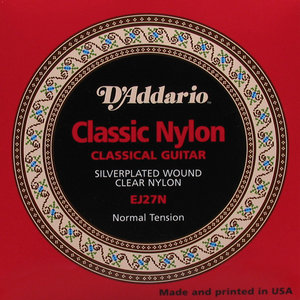 D'Addario
Classic Nylon
CLASSICAL GUITAR
SILVERPLATED WOUND
CLEAR NYLON
EJ27N
Normal Tension
Made and printed in USA